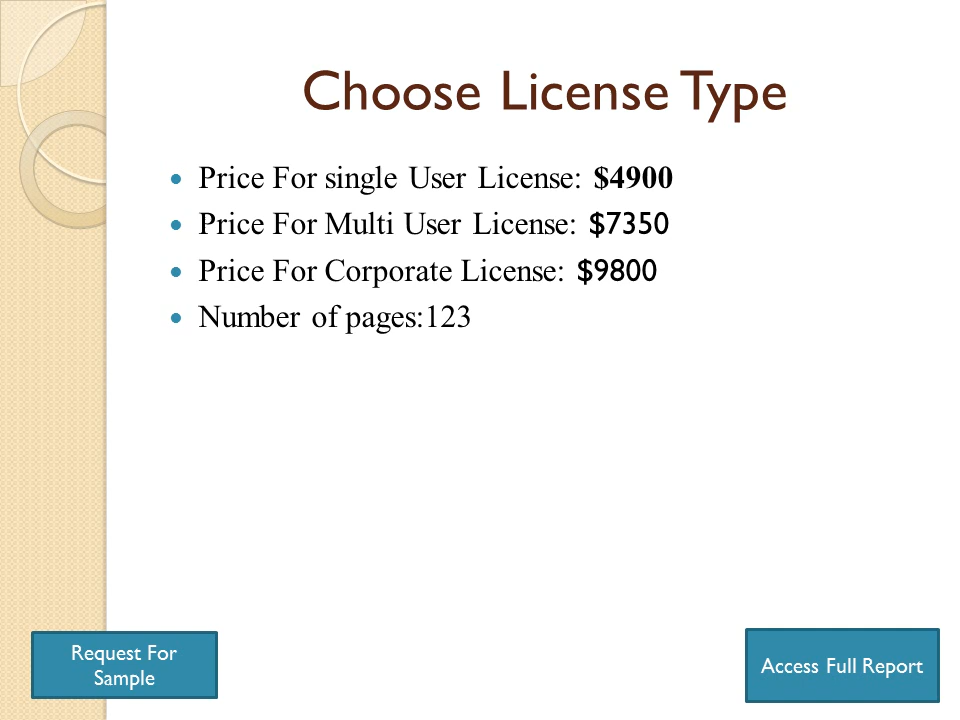 Choose License Type
Price For single User License: $4900
Price For Multi User License: $7350
Price For Corporate License: $9800
Number of pages:123
Request For
Sample
Access Full Report